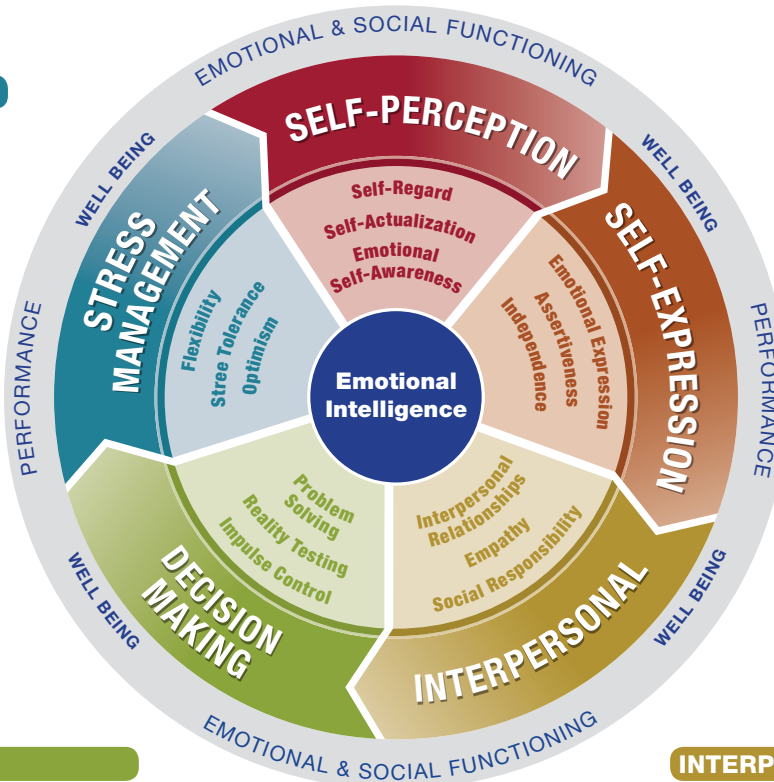 EMOTIONAL & SOCIAL FUNCTIONING
WELL BEING
WELL BEING
PERFORMANCE
PERFORMANCE
WELL BEING
WELL BEING
EMOTIONAL & SOCIAL FUNCTIONING
SELF-PERCEPTION
Self-Regard
Self-Actualization
Emotional
Self-Awareness
SELF-EXPRESSION
Emotional Expression
Assertiveness
Independence
INTERPERSONAL
Interpersonal
Relationships
Empathy
Social Responsibility
DECISION
MAKING
Problem
Solving
Reality Testing
Impulse Control
STRESS
MANAGEMENT
Flexibility
Stree Tolerance
Optimism
Emotional
Intelligence
INTERP